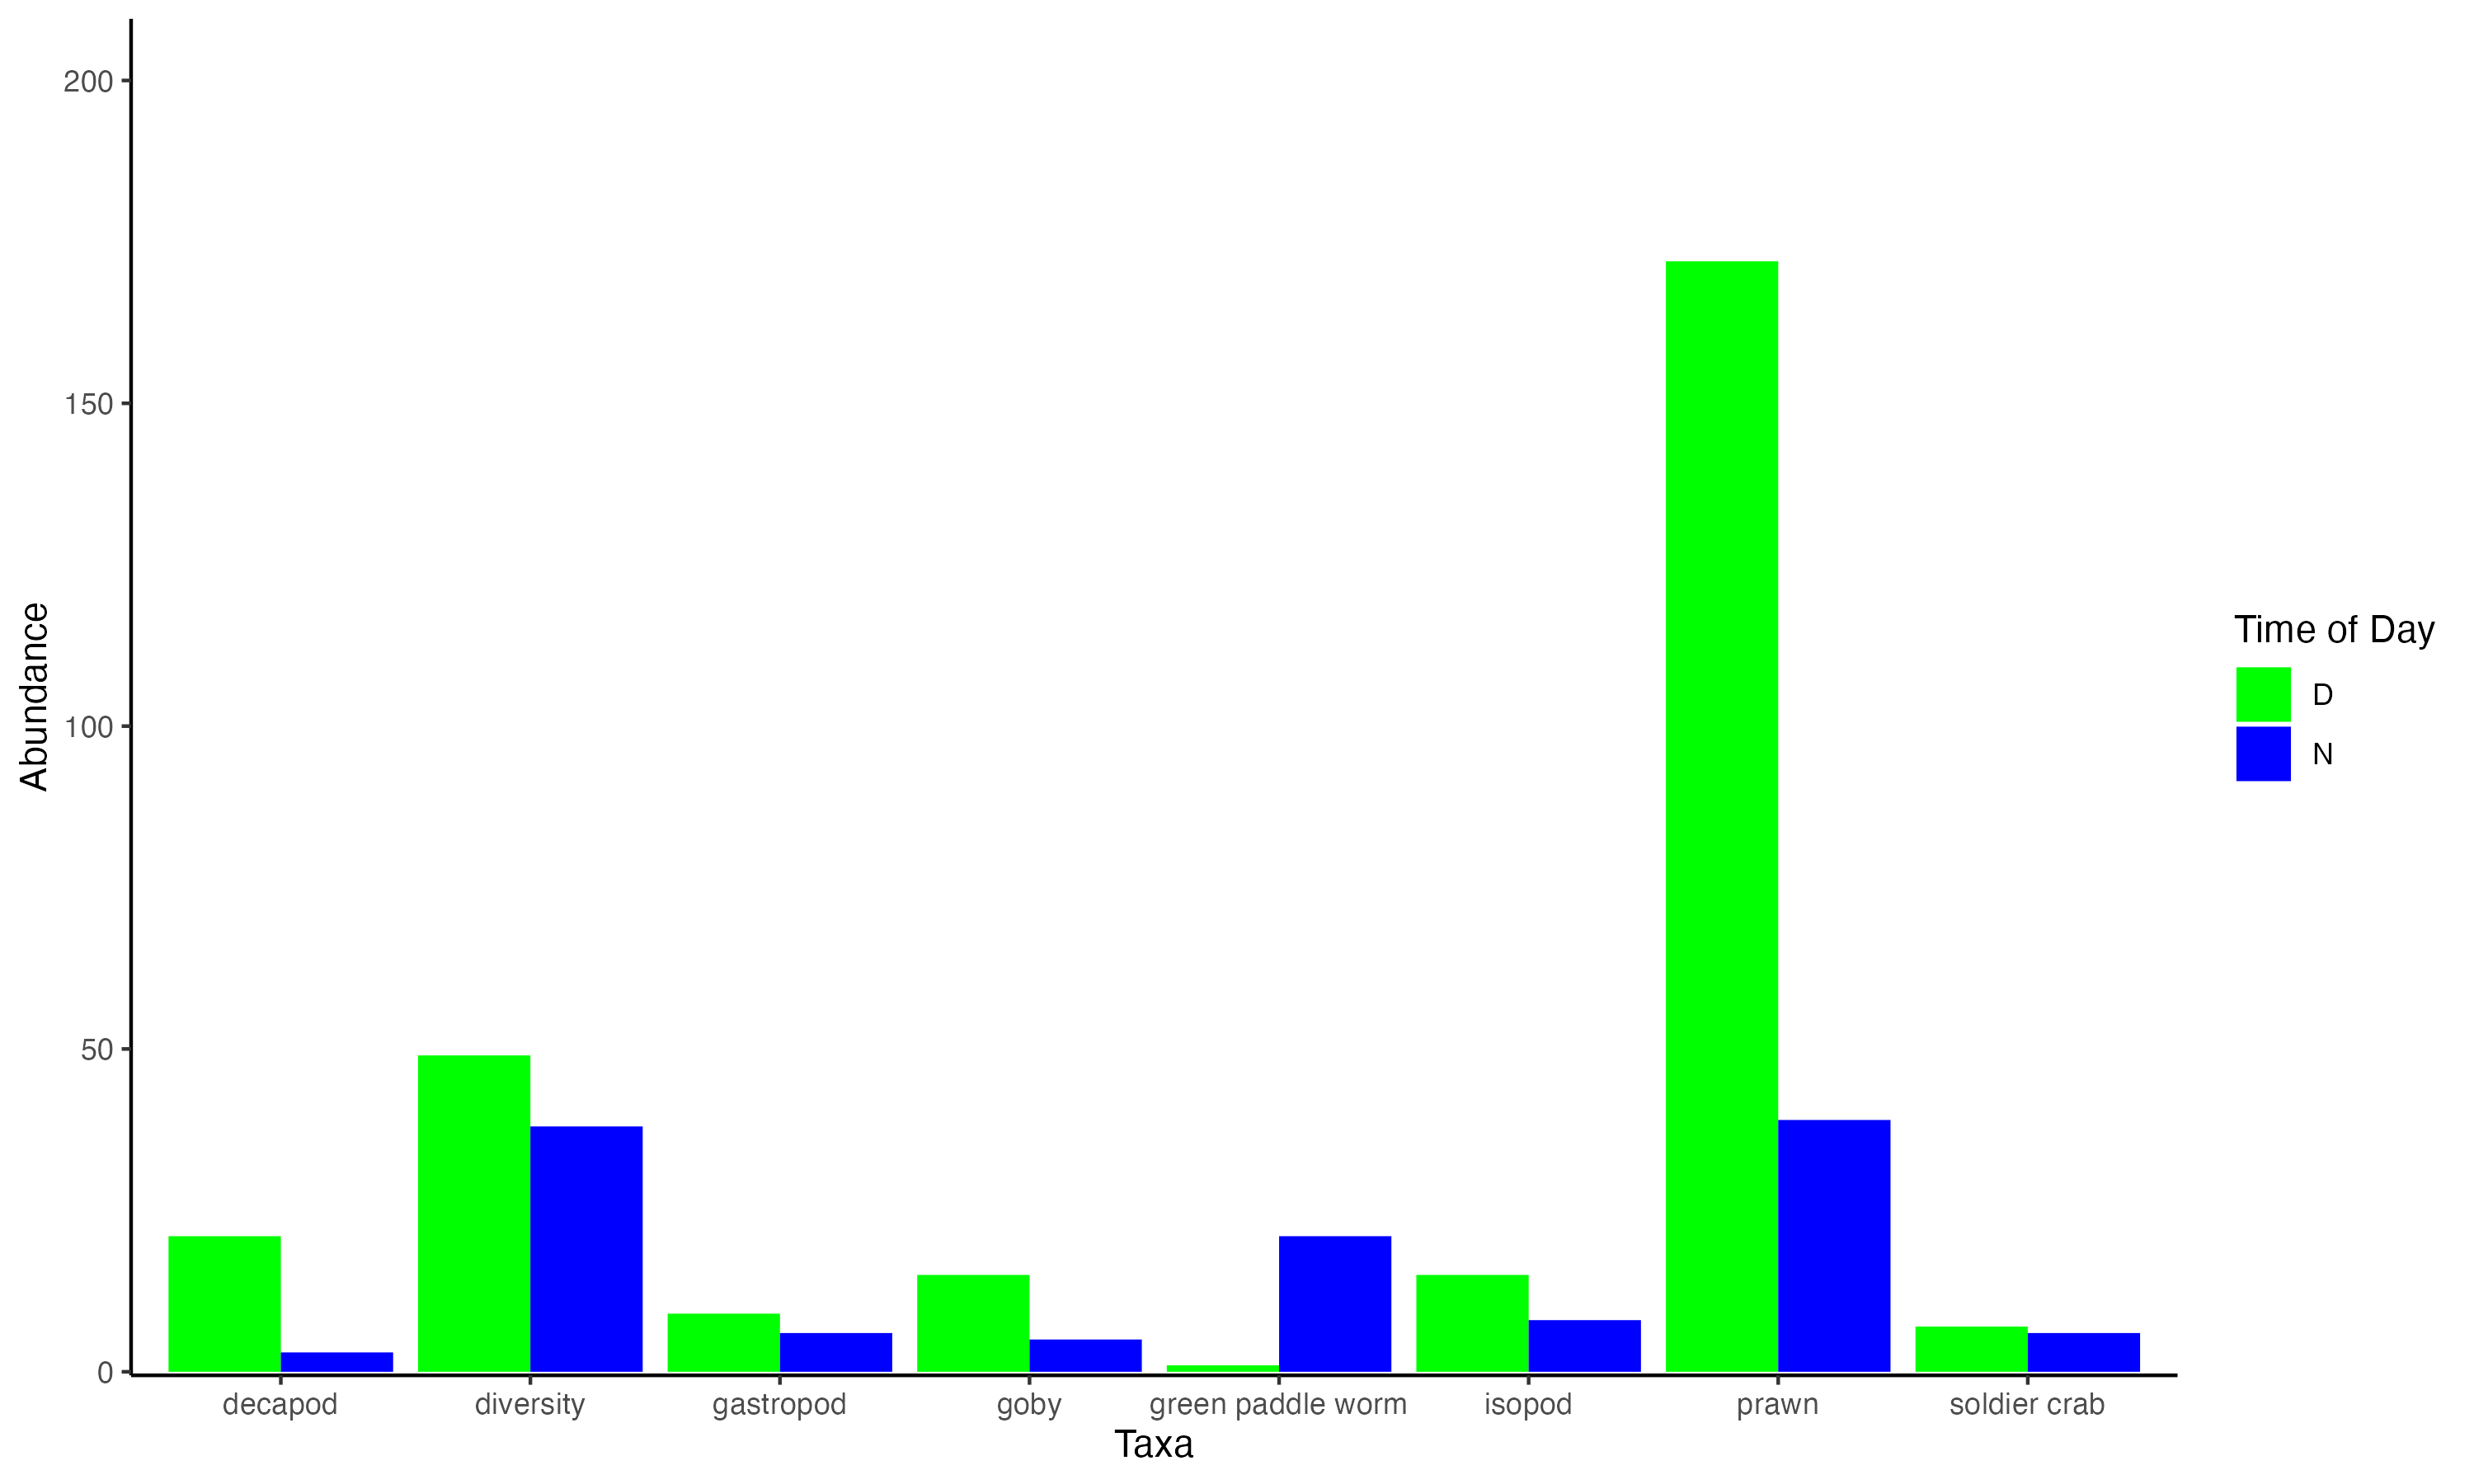 200
150
100
50
0
Abundance
decapod diversity gastropod goby green paddle worm isopod prawn soldier crab
Taxa
Time of Day
D
N